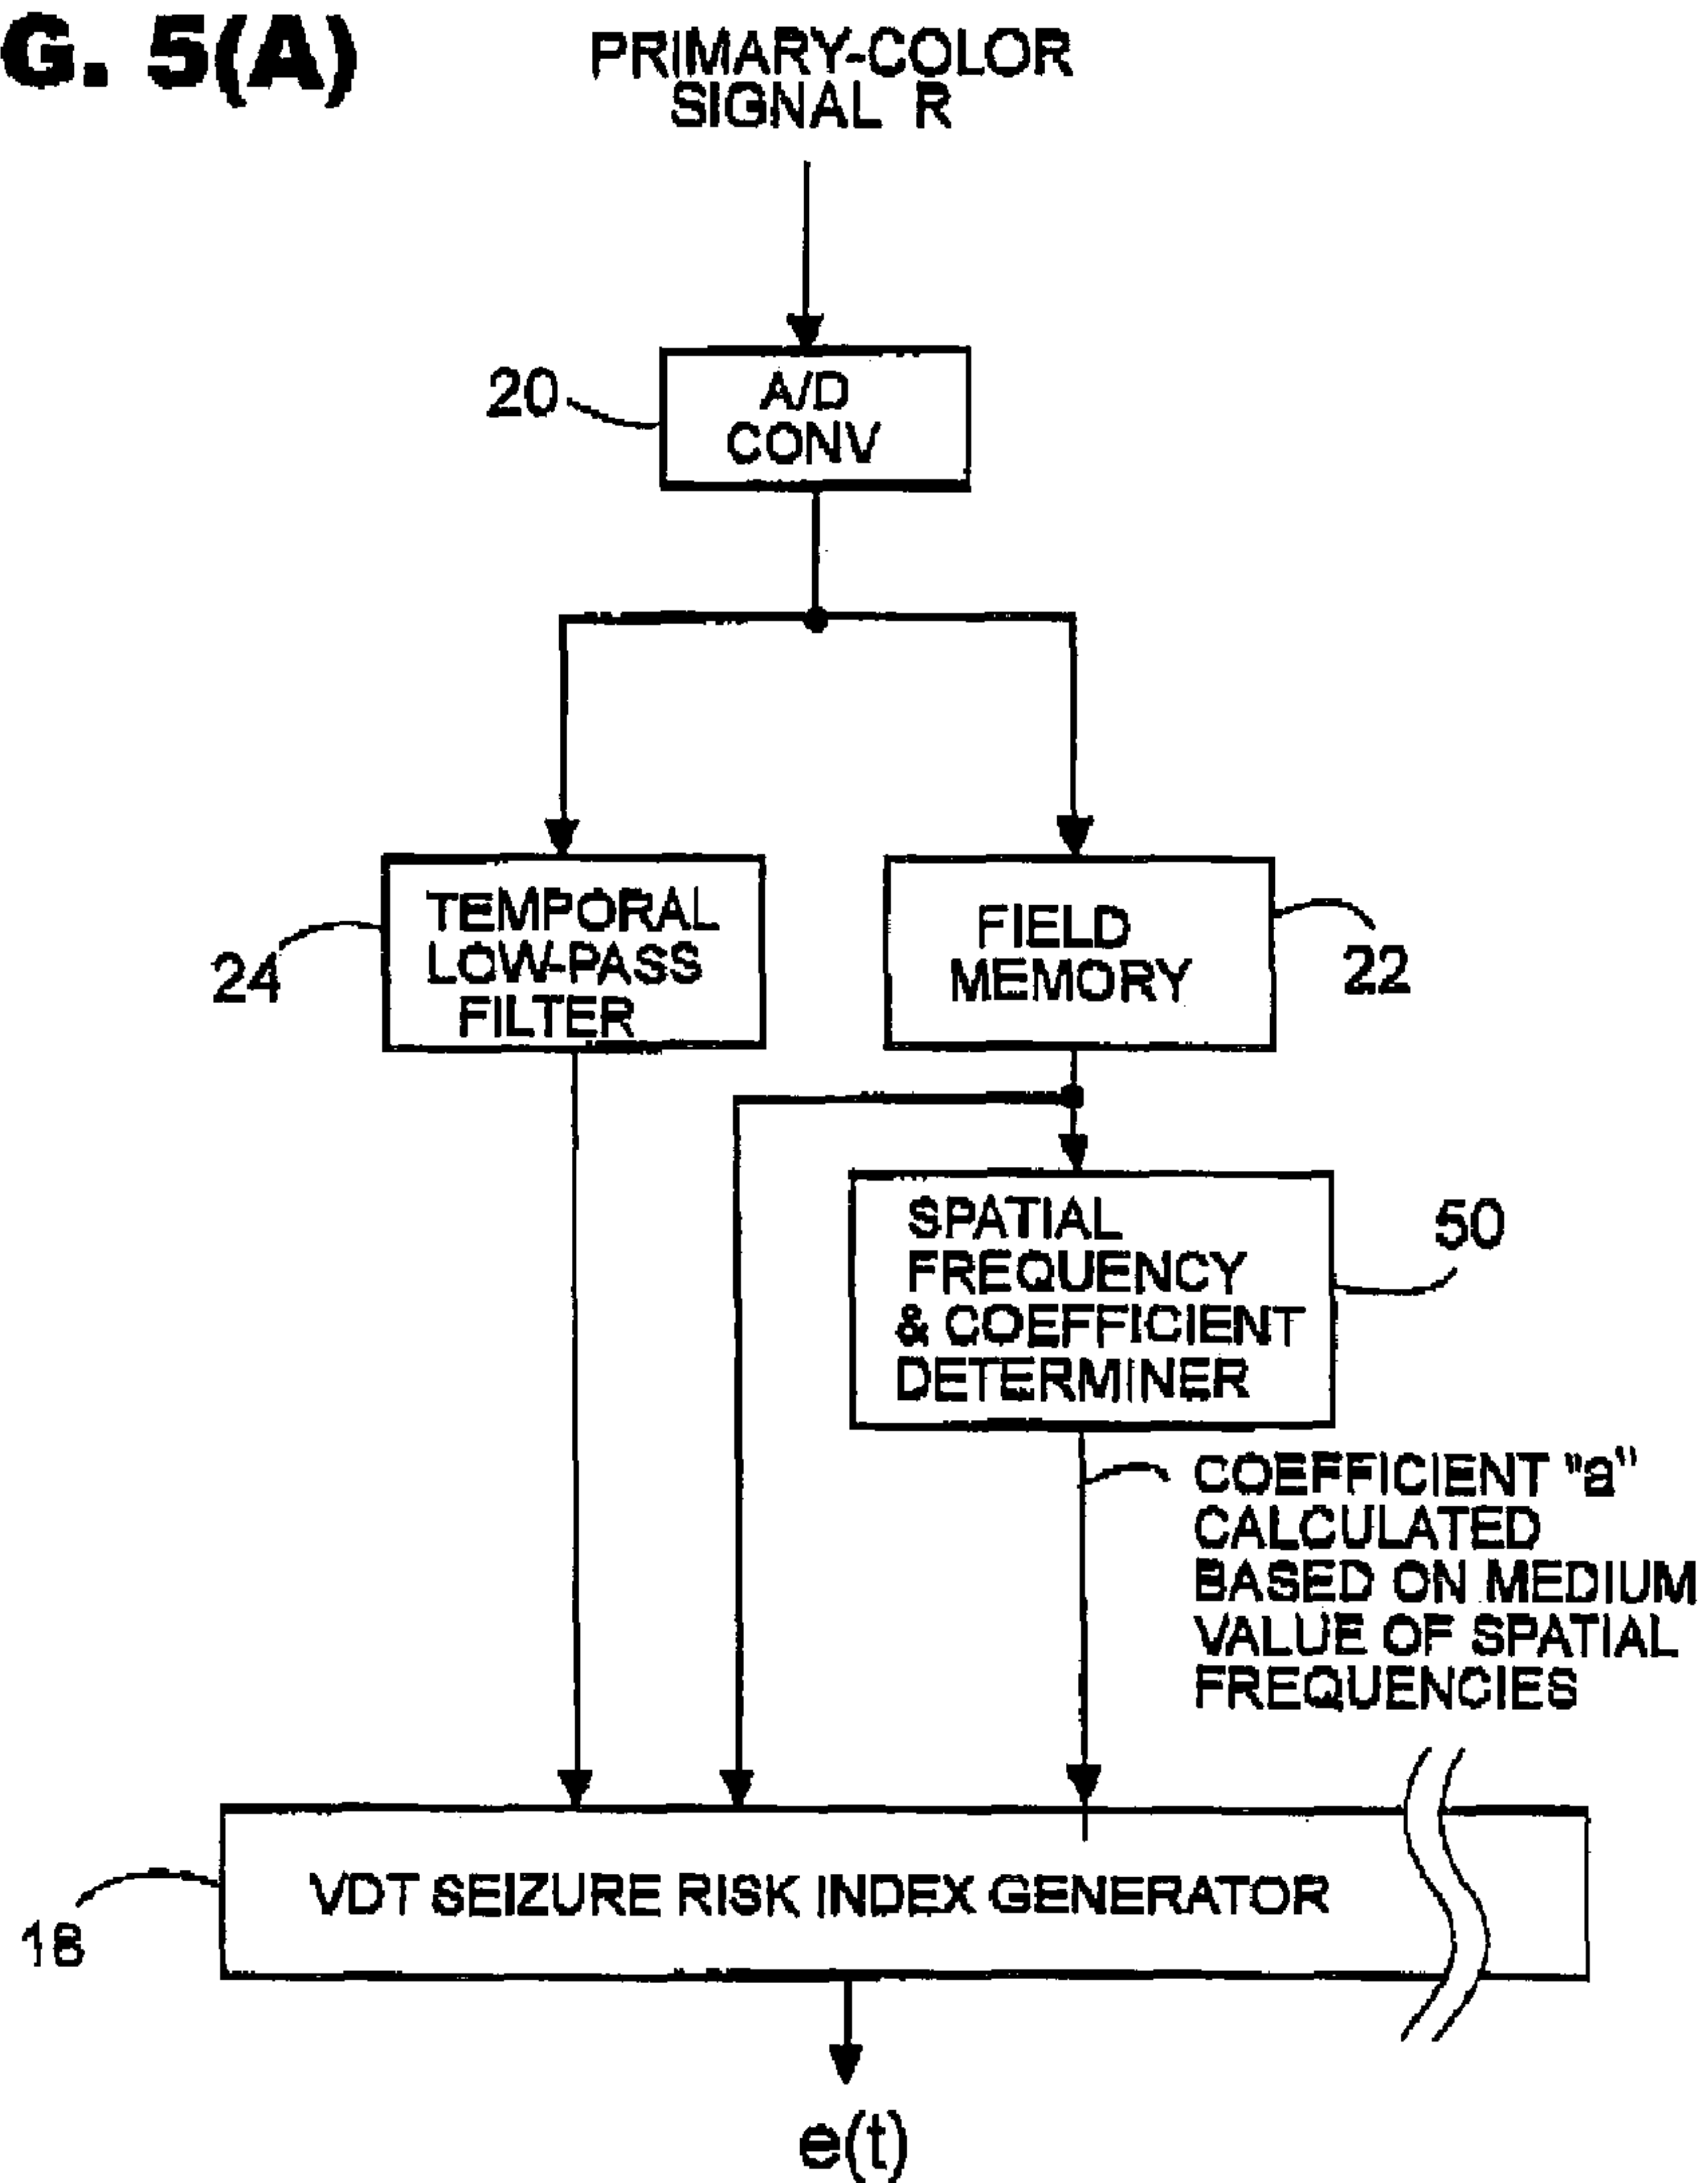 G. 5(A)
PRIMARY-COLOR
SIGNAL R
20
A/D
CONV
TEMPORAL
LOW-PASS
FILTER
24
FIELD
MEMORY
22
SPATIAL
FREQUENCY
& COEFFICIENT
DETERMINER
50
COEFFICIENT "a"
CALCULATED
BASED ON MEDIUM
VALUE OF SPATIAL
FREQUENCIES
VDT SEIZURE RISK INDEX GENERATOR
18
e(t)